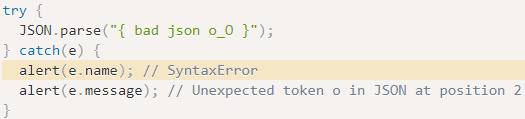 try {
  JSON.parse("{ bad json o_O }");
} catch(e) {
  alert(e.name); // SyntaxError
  alert(e.message); // Unexpected token o in JSON at position 2
}